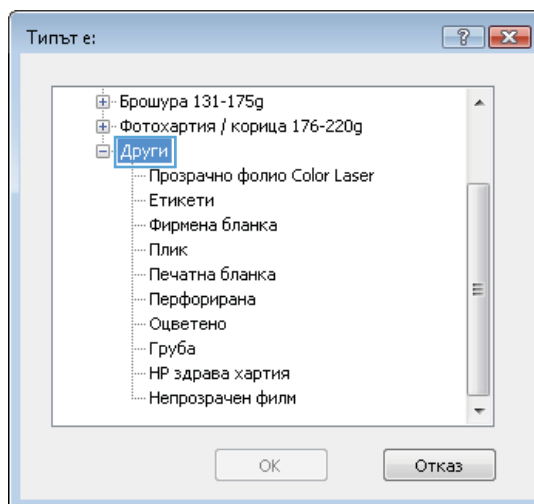 Типът е:
Брошура 131-175g
Фотохартия / корица 176-220g
Други
Прозрачно фолио Color Laser
Етикети
Фирмена бланка
Плик
Печатна бланка
Перфорирана
Оцветено
Груба
HP здрава хартия
Непрозрачен филм
OK Отказ